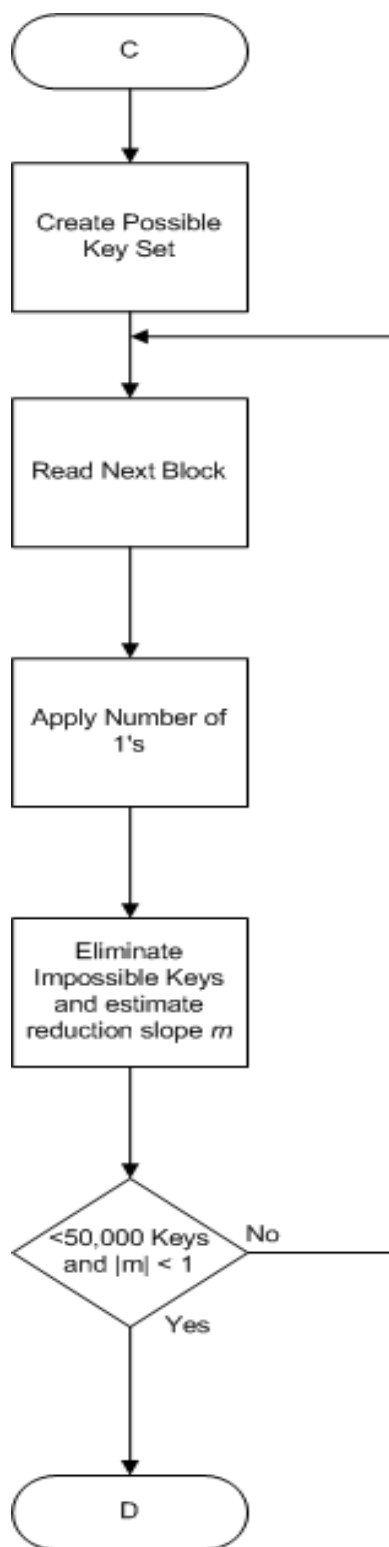 C
Create Possible
Key Set
Read Next Block
Apply Number of
1's
Eliminate
Impossible Keys
and estimate
reduction slope m
<50,000 Keys
and |m| < 1
No
Yes
D